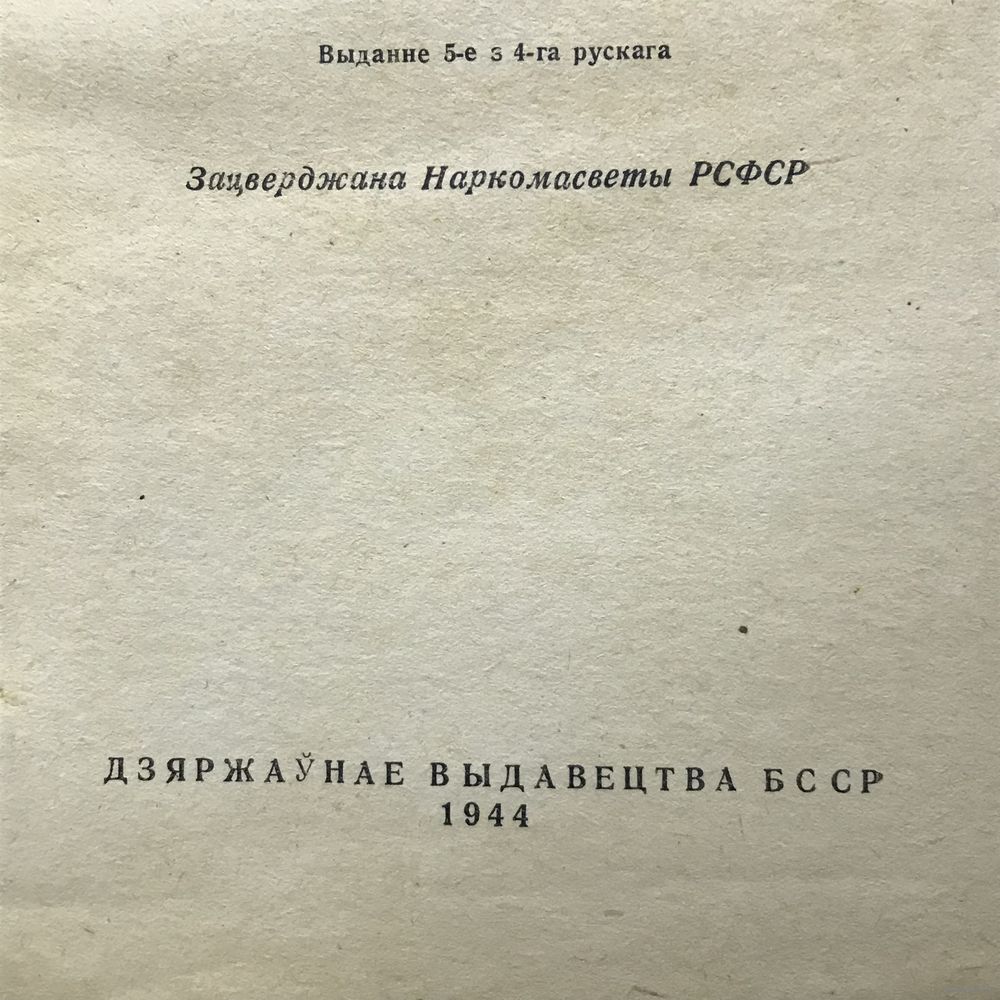 Выданне 5-е з 4-га рускага
Зацверджана Наркомасветы РСФСР
ДЗЯРЖАЎНАЕ ВЫДАВЕЦТВА БССР
1944